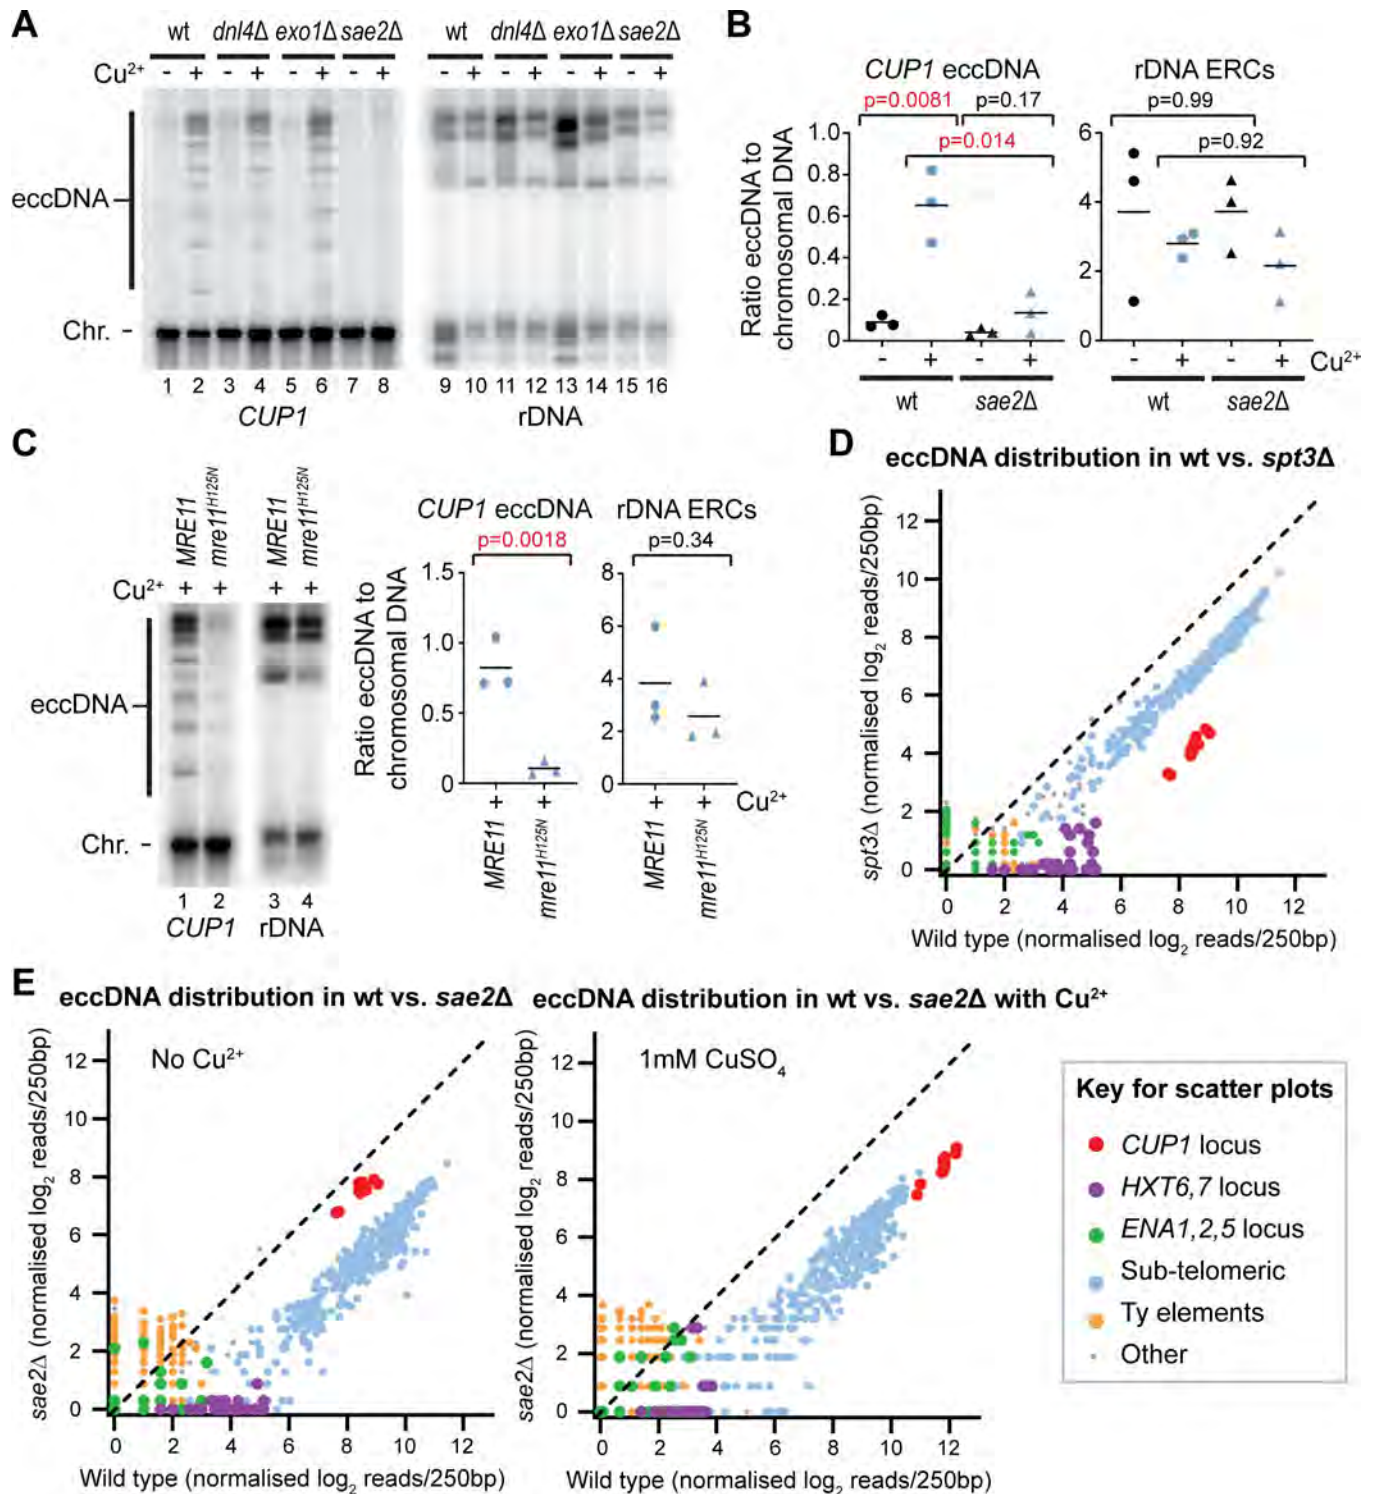 A
wt dnl4Δ exo1Δ sae2Δ wt dnl4Δ exo1Δ sae2Δ
Cu²⁺ - + - + - + - + - + - + - + - +
eccDNA
Chr. -
1 2 3 4 5 6 7 8 9 10 11 12 13 14 15 16
CUP1 rDNA
B
CUP1 eccDNA rDNA ERCs
p=0.0081 p=0.17 p=0.99
p=0.014 p=0.92
Ratio eccDNA to
chromosomal DNA
1.0
0.8
0.6
0.4
0.2
0
6
4
2
0
- + - + - + - + Cu²⁺
wt sae2Δ wt sae2Δ
C
MRE11 mre11ᴴ¹²⁵ᴺ MRE11 mre11ᴴ¹²⁵ᴺ
Cu²⁺ + + + +
eccDNA
Chr. -
1 2 3 4
CUP1 rDNA
CUP1 eccDNA rDNA ERCs
p=0.0018 p=0.34
Ratio eccDNA to
chromosomal DNA
1.5
1.0
0.5
0
8
6
4
2
0
+ + + + Cu²⁺
MRE11 mre11ᴴ¹²⁵ᴺ MRE11 mre11ᴴ¹²⁵ᴺ
D
eccDNA distribution in wt vs. spt3Δ
spt3Δ (normalised log₂ reads/250bp)
12
10
8
6
4
2
0
0 2 4 6 8 10 12
Wild type (normalised log₂ reads/250bp)
E
eccDNA distribution in wt vs. sae2Δ
No Cu²⁺
sae2Δ (normalised log₂ reads/250bp)
12
10
8
6
4
2
0
0 2 4 6 8 10 12
Wild type (normalised log₂ reads/250bp)
eccDNA distribution in wt vs. sae2Δ with Cu²⁺
1mM CuSO₄
sae2Δ (normalised log₂ reads/250bp)
12
10
8
6
4
2
0
0 2 4 6 8 10 12
Wild type (normalised log₂ reads/250bp)
Key for scatter plots
CUP1 locus
HXT6,7 locus
ENA1,2,5 locus
Sub-telomeric
Ty elements
Other